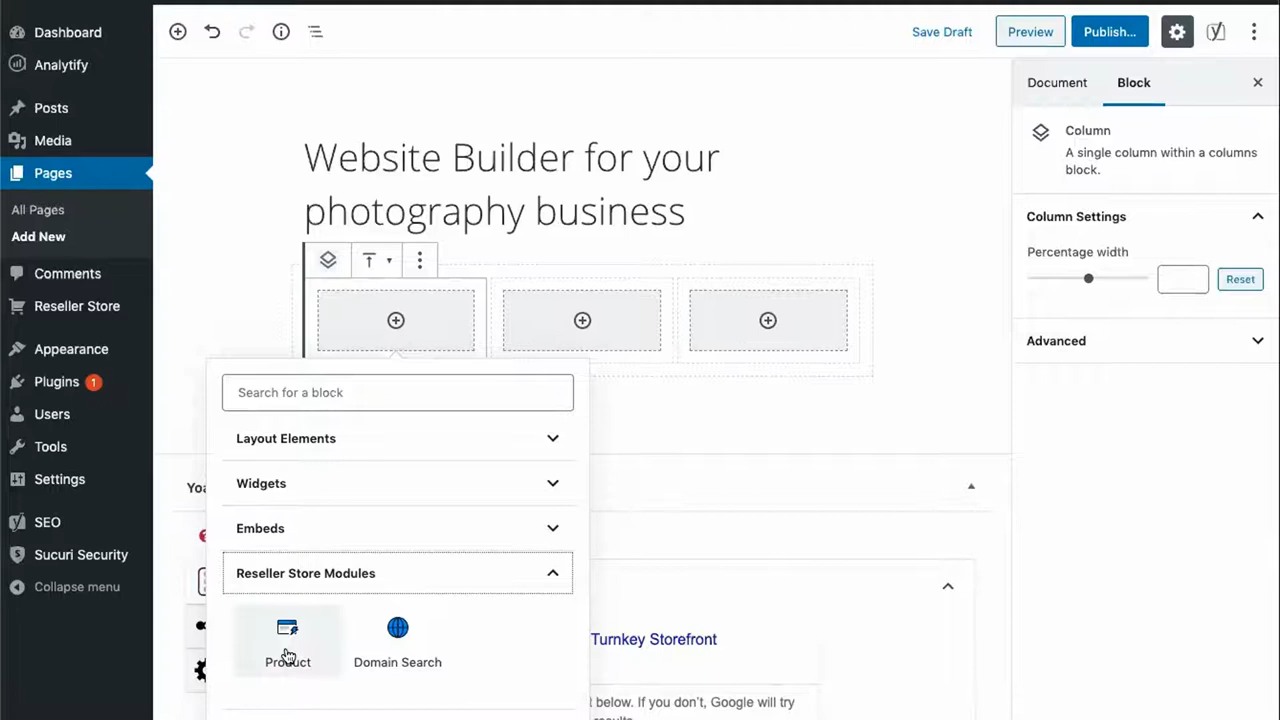 Dashboard
Analytify
Posts
Media
Pages
All Pages
Add New
Comments
Reseller Store
Appearance
Plugins 1
Users
Tools
Settings
SEO
Sucuri Security
Collapse menu
Save Draft
Preview
Publish...
Website Builder for your
photography business
Search for a block
Layout Elements
Widgets
Embeds
Reseller Store Modules
Product
Domain Search
Yoa
Turnkey Storefront
t below. If you don't, Google will try
Document
Block
Column
A single column within a columns
block.
Column Settings
Percentage width
Reset
Advanced